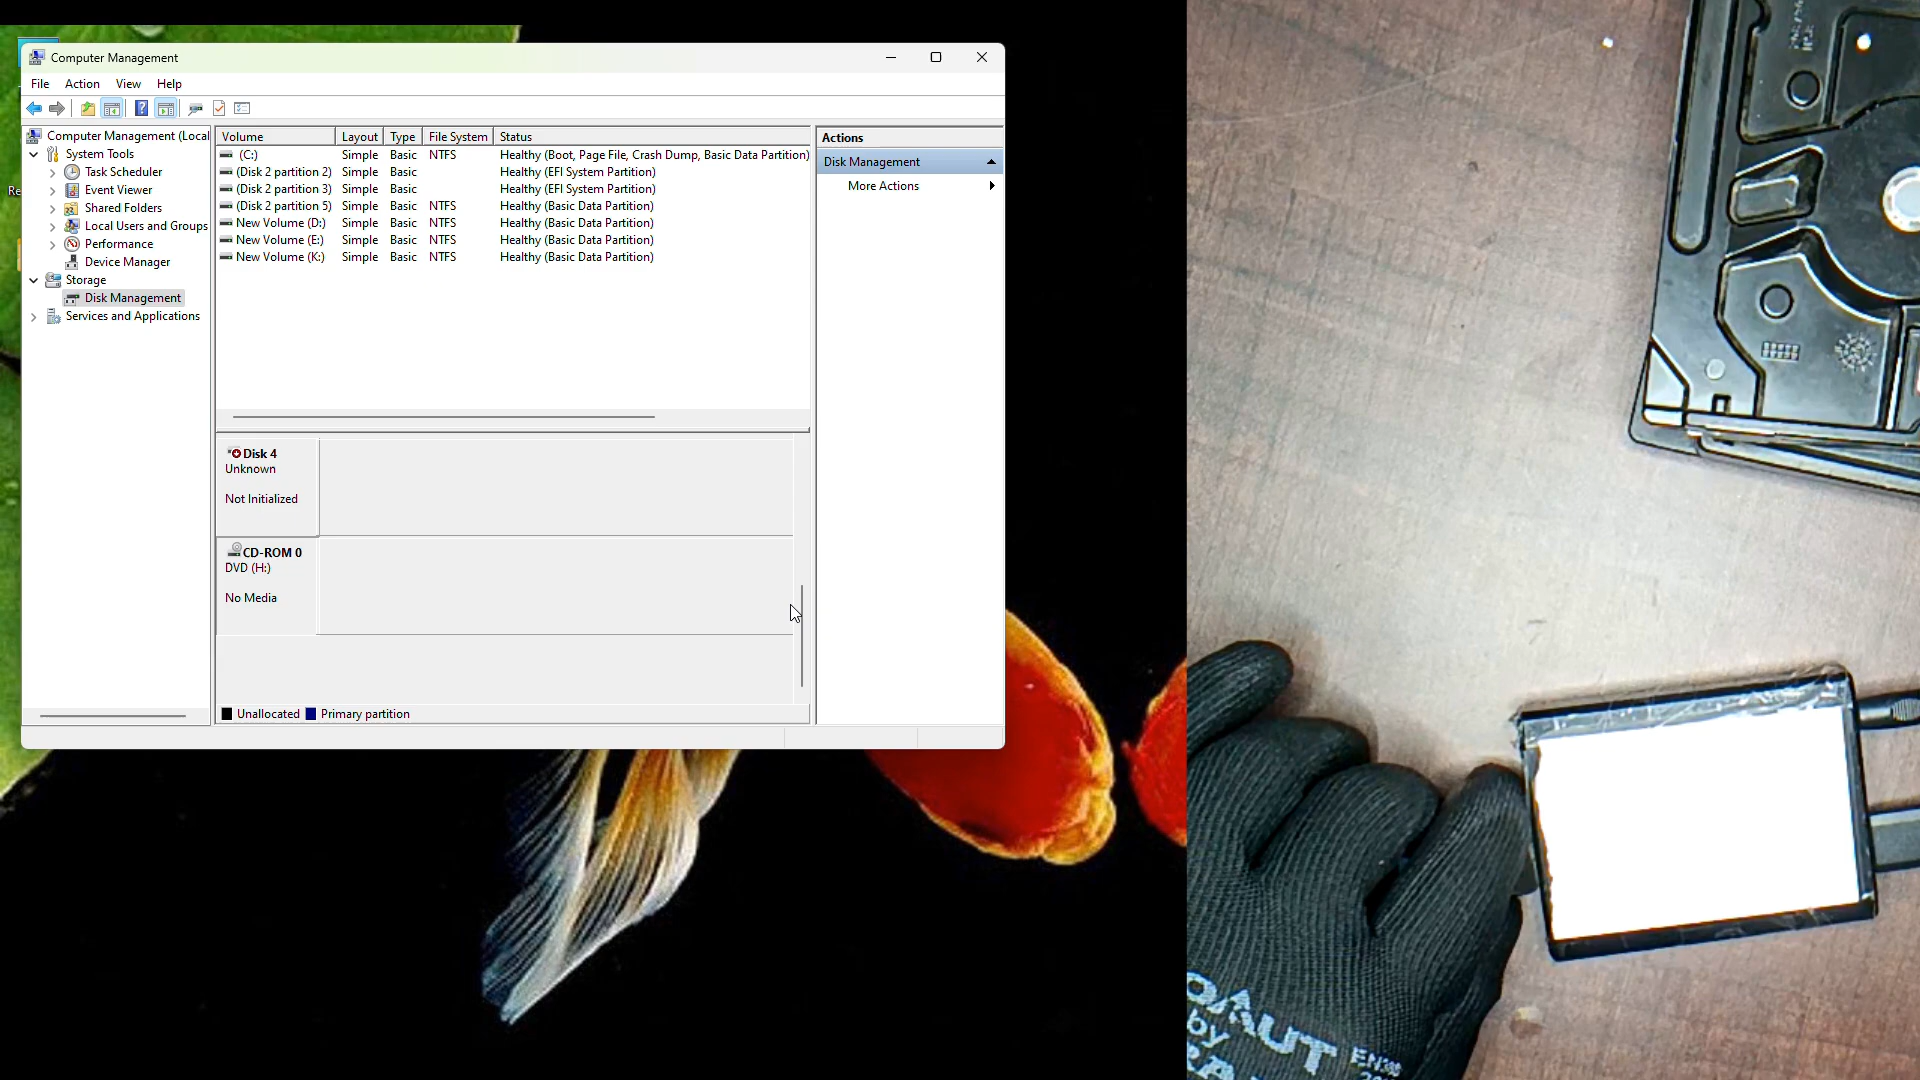 Computer Management
File Action View Help
Computer Management (Local
System Tools
Task Scheduler
Event Viewer
Shared Folders
Local Users and Groups
Performance
Device Manager
Storage
Disk Management
Services and Applications
Volume Layout Type File System Status
(C:) Simple Basic NTFS Healthy (Boot, Page File, Crash Dump, Basic Data Partition)
(Disk 2 partition 2) Simple Basic Healthy (EFI System Partition)
(Disk 2 partition 3) Simple Basic Healthy (EFI System Partition)
(Disk 2 partition 5) Simple Basic NTFS Healthy (Basic Data Partition)
New Volume (D:) Simple Basic NTFS Healthy (Basic Data Partition)
New Volume (E:) Simple Basic NTFS Healthy (Basic Data Partition)
New Volume (K:) Simple Basic NTFS Healthy (Basic Data Partition)
Disk 4
Unknown
Not Initialized
CD-ROM 0
DVD (H:)
No Media
Unallocated Primary partition
Actions
Disk Management
More Actions
Re
by